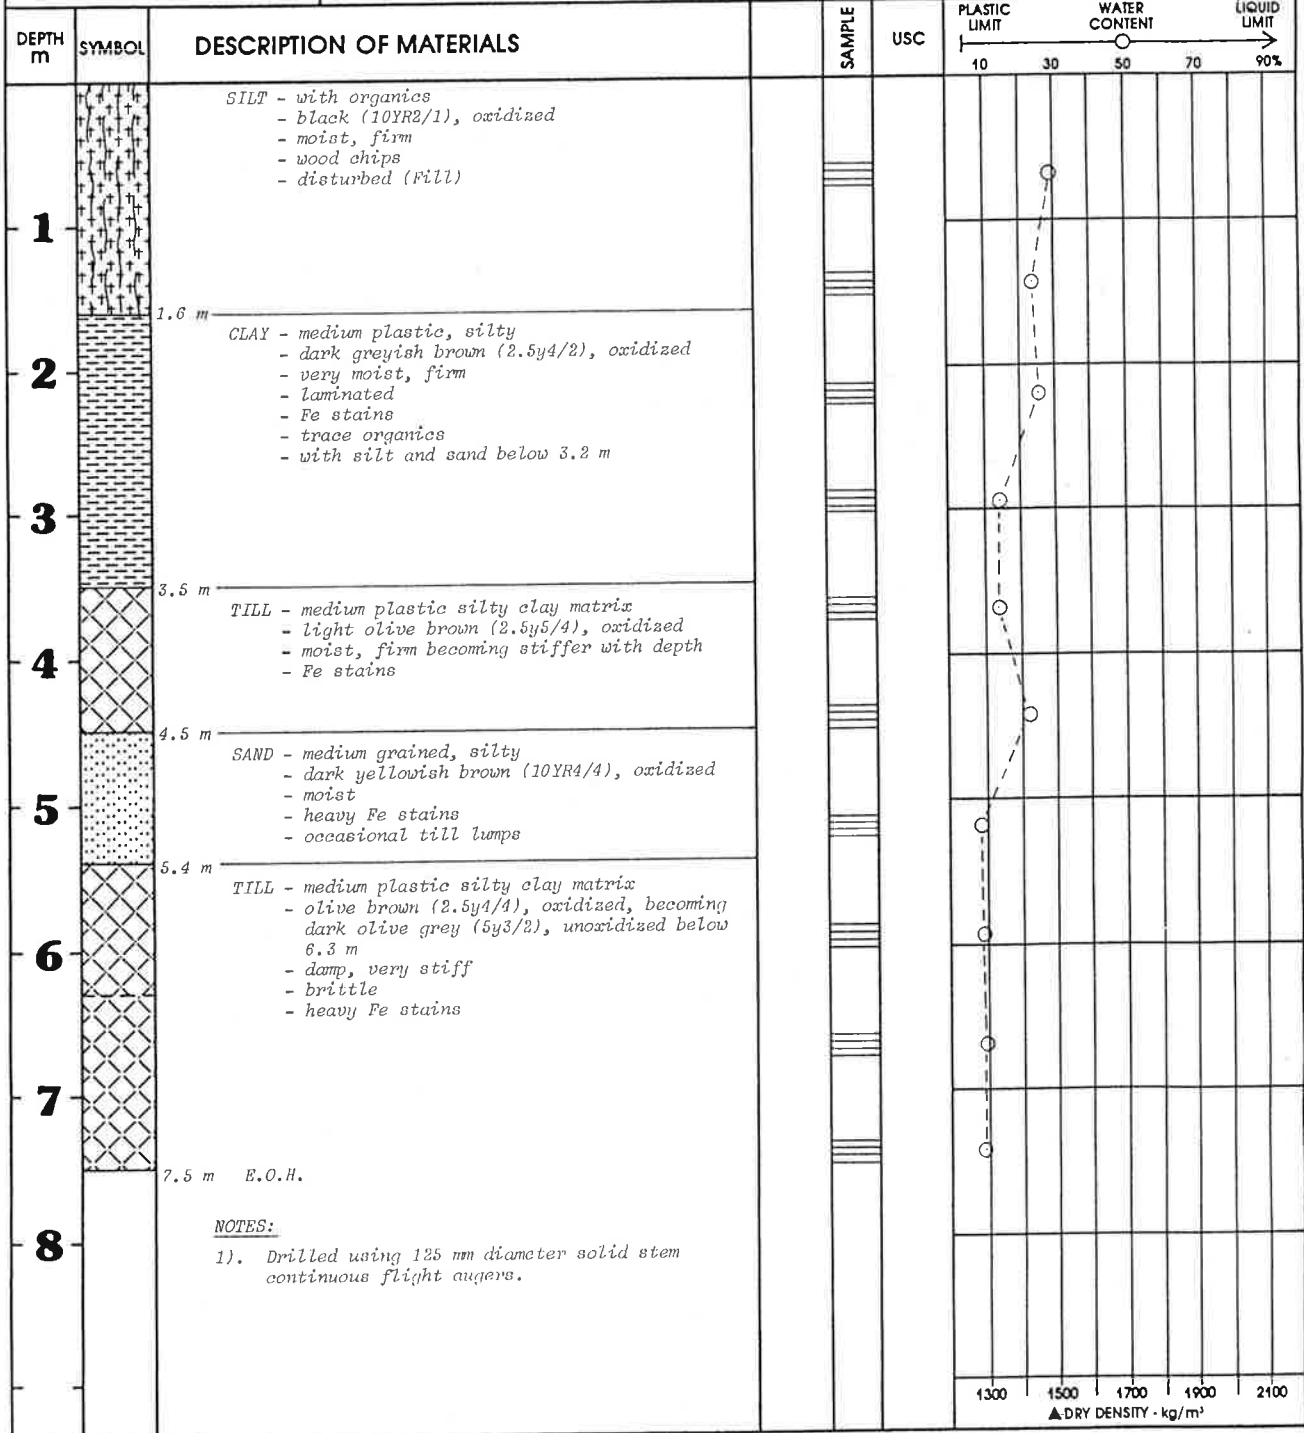 DEPTH m
SYMBOL
DESCRIPTION OF MATERIALS
SAMPLE
USC
PLASTIC LIMIT
WATER CONTENT
LIQUID LIMIT
10 30 50 70 90%
SILT - with organics
- black (10YR2/1), oxidized
- moist, firm
- wood chips
- disturbed (Fill)
1
1.6 m
CLAY - medium plastic, silty
- dark greyish brown (2.5y4/2), oxidized
- very moist, firm
- laminated
- Fe stains
- trace organics
- with silt and sand below 3.2 m
2
3
3.5 m
TILL - medium plastic silty clay matrix
- light olive brown (2.5y5/4), oxidized
- moist, firm becoming stiffer with depth
- Fe stains
4
4.5 m
SAND - medium grained, silty
- dark yellowish brown (10YR4/4), oxidized
- moist
- heavy Fe stains
- occasional till lumps
5
5.4 m
TILL - medium plastic silty clay matrix
- olive brown (2.5y4/4), oxidized, becoming
dark olive grey (5y3/2), unoxidized below
6.3 m
- damp, very stiff
- brittle
- heavy Fe stains
6
7
7.5 m E.O.H.
NOTES:
8
1). Drilled using 125 mm diameter solid stem
continuous flight augers.
1300 1500 1700 1900 2100
▲-DRY DENSITY - kg/m³